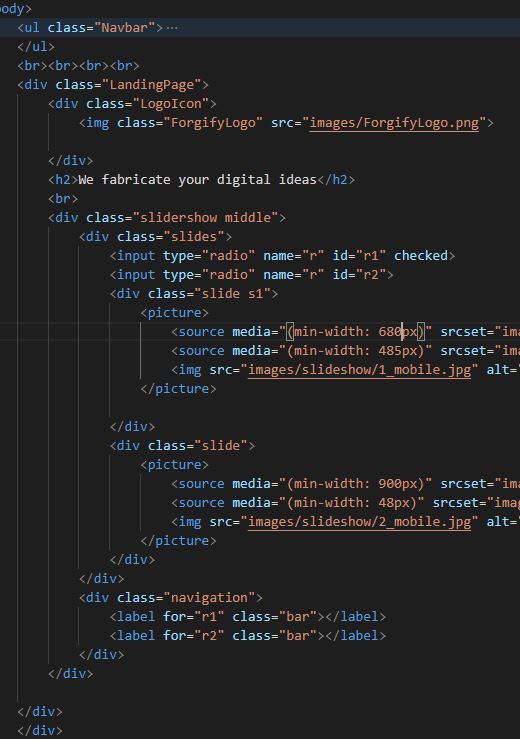 ody>
<ul class="Navbar">…
</ul>
<br><br><br><br>
<div class="LandingPage">
<div class="LogoIcon">
<img class="ForgifyLogo" src="images/ForgifyLogo.png">
</div>
<h2>We fabricate your digital ideas</h2>
<br>
<div class="slidershow middle">
<div class="slides">
<input type="radio" name="r" id="r1" checked>
<input type="radio" name="r" id="r2">
<div class="slide s1">
<picture>
<source media="(min-width: 680px)" srcset="ima
<source media="(min-width: 485px)" srcset="ima
<img src="images/slideshow/1_mobile.jpg" alt="
</picture>
</div>
<div class="slide">
<picture>
<source media="(min-width: 900px)" srcset="ima
<source media="(min-width: 48px)" srcset="imag
<img src="images/slideshow/2_mobile.jpg" alt="
</picture>
</div>
</div>
<div class="navigation">
<label for="r1" class="bar"></label>
<label for="r2" class="bar"></label>
</div>
</div>
</div>
</div>